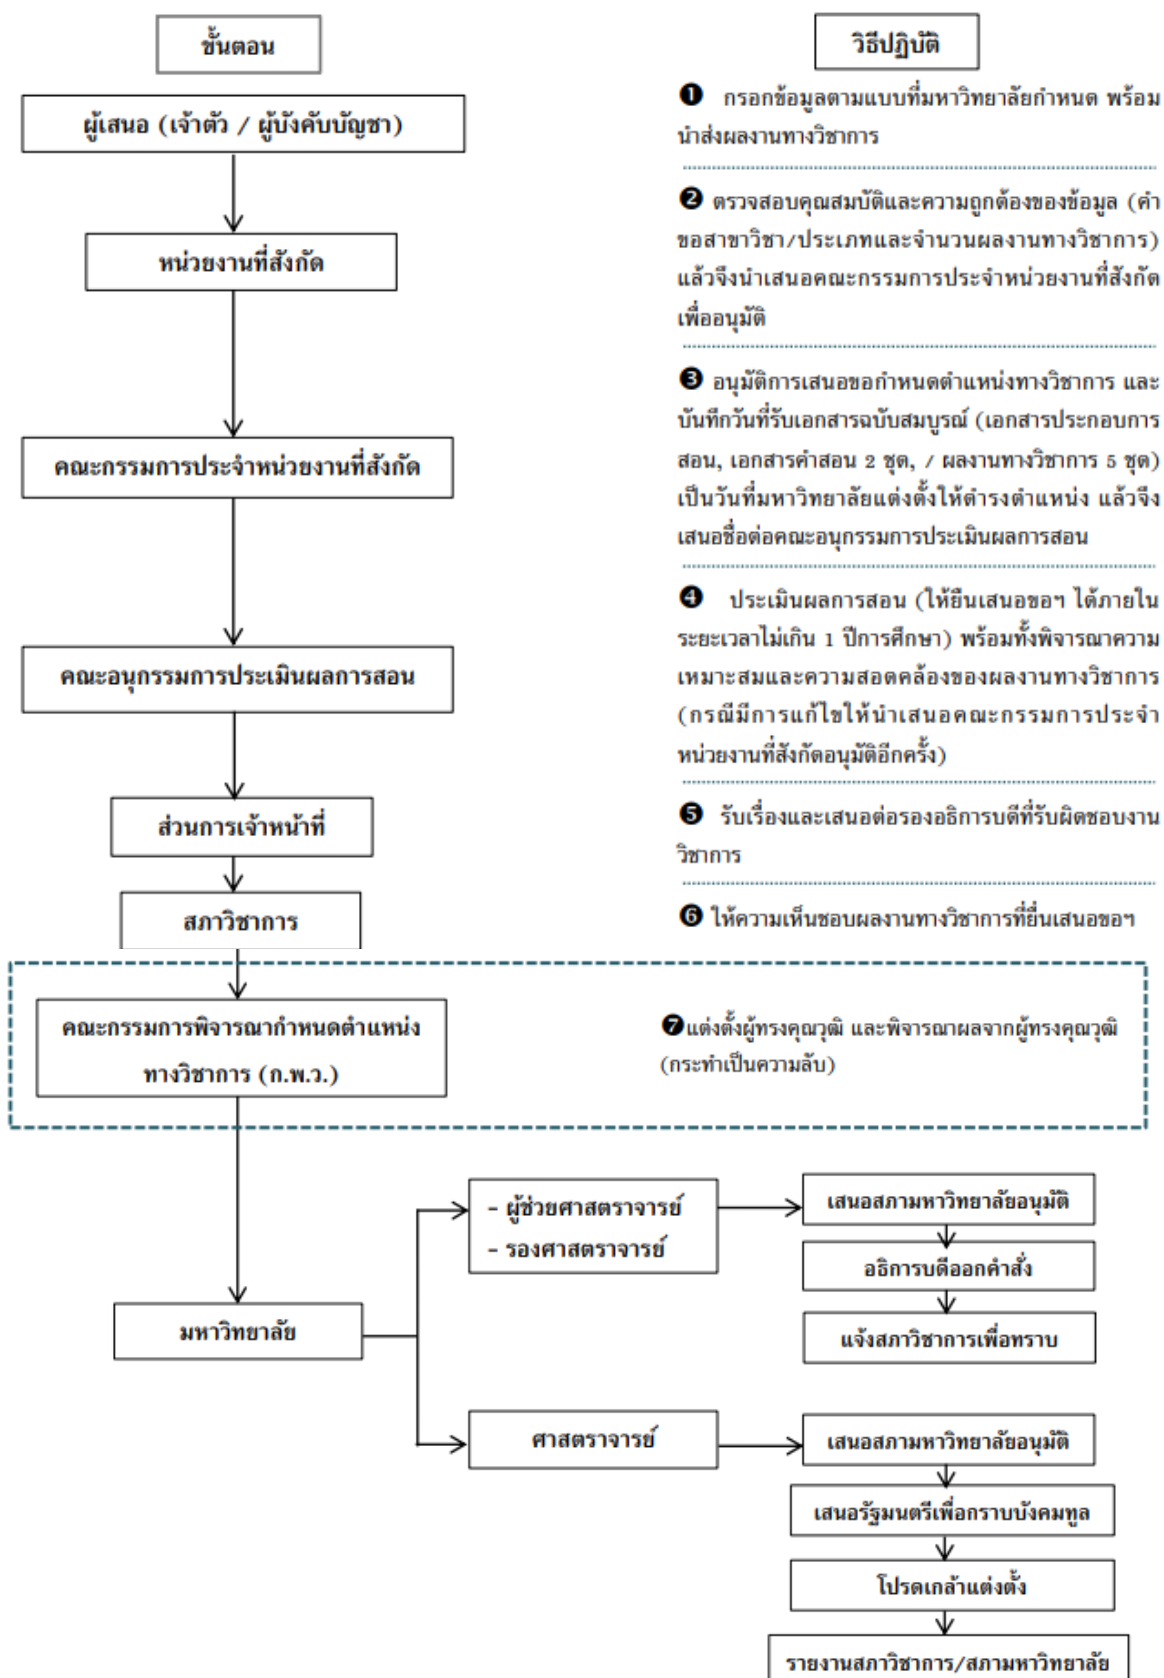 ขั้นตอน
วิธีปฏิบัติ
ผู้เสนอ (เจ้าตัว / ผู้บังคับบัญชา)
❶ กรอกข้อมูลตามแบบที่มหาวิทยาลัยกำหนด พร้อม
นำส่งผลงานทางวิชาการ
หน่วยงานที่สังกัด
❷ ตรวจสอบคุณสมบัติและความถูกต้องของข้อมูล (คำ
ขอสาขาวิชา/ประเภทและจำนวนผลงานทางวิชาการ)
แล้วจึงนำเสนอคณะกรรมการประจำหน่วยงานที่สังกัด
เพื่ออนุมัติ
คณะกรรมการประจำหน่วยงานที่สังกัด
❸ อนุมัติการเสนอขอกำหนดตำแหน่งทางวิชาการ และ
บันทึกวันที่รับเอกสารฉบับสมบูรณ์ (เอกสารประกอบการ
สอน, เอกสารคำสอน 2 ชุด, / ผลงานทางวิชาการ 5 ชุด)
เป็นวันที่มหาวิทยาลัยแต่งตั้งให้ดำรงตำแหน่ง แล้วจึง
เสนอชื่อต่อคณะอนุกรรมการประเมินผลการสอน
คณะอนุกรรมการประเมินผลการสอน
❹ ประเมินผลการสอน (ให้ยืนเสนอขอฯ ได้ภายใน
ระยะเวลาไม่เกิน 1 ปีการศึกษา) พร้อมทั้งพิจารณาความ
เหมาะสมและความสอดคล้องของผลงานทางวิชาการ
(กรณีมีการแก้ไขให้นำเสนอคณะกรรมการประจำ
หน่วยงานที่สังกัดอนุมัติอีกครั้ง)
ส่วนการเจ้าหน้าที่
❺ รับเรื่องและเสนอต่อรองอธิการบดีที่รับผิดชอบงาน
วิชาการ
สภาวิชาการ
❻ ให้ความเห็นชอบผลงานทางวิชาการที่ยื่นเสนอขอฯ
คณะกรรมการพิจารณากำหนดตำแหน่ง
ทางวิชาการ (ก.พ.ว.)
❼แต่งตั้งผู้ทรงคุณวุฒิ และพิจารณาผลจากผู้ทรงคุณวุฒิ
(กระทำเป็นความลับ)
มหาวิทยาลัย
- ผู้ช่วยศาสตราจารย์
- รองศาสตราจารย์
เสนอสภามหาวิทยาลัยอนุมัติ
อธิการบดีออกคำสั่ง
แจ้งสภาวิชาการเพื่อทราบ
ศาสตราจารย์
เสนอสภามหาวิทยาลัยอนุมัติ
เสนอรัฐมนตรีเพื่อกราบบังคมทูล
โปรดเกล้าแต่งตั้ง
รายงานสภาวิชาการ/สภามหาวิทยาลัย